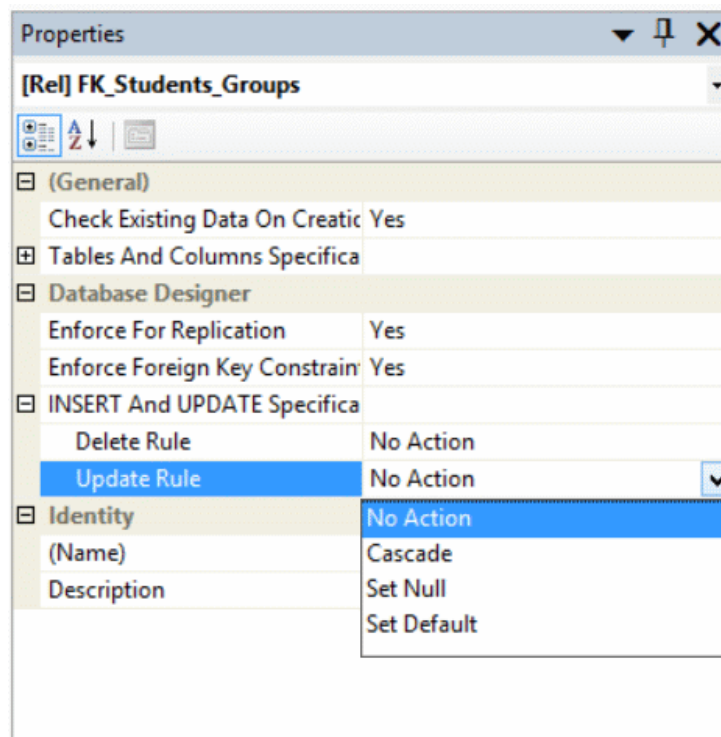 Properties
[Rel] FK_Students_Groups
(General)
Check Existing Data On Creatic Yes
Tables And Columns Specifica
Database Designer
Enforce For Replication Yes
Enforce Foreign Key Constrain Yes
INSERT And UPDATE Specifica
Delete Rule No Action
Update Rule No Action
Identity No Action
(Name) Cascade
Description Set Null
Set Default